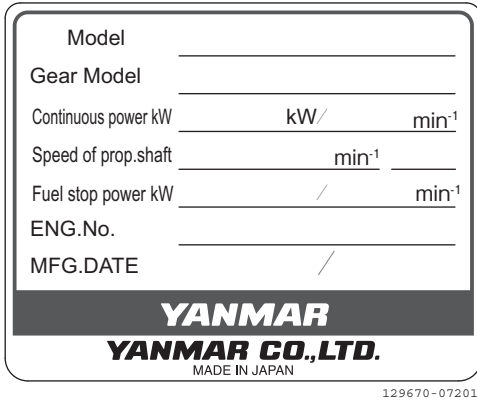 Model
Gear Model
Continuous power kW kW/ min-1
Speed of prop.shaft min-1
Fuel stop power kW / min-1
ENG.No.
MFG.DATE /
YANMAR
YANMAR CO.,LTD.
MADE IN JAPAN
129670-07201